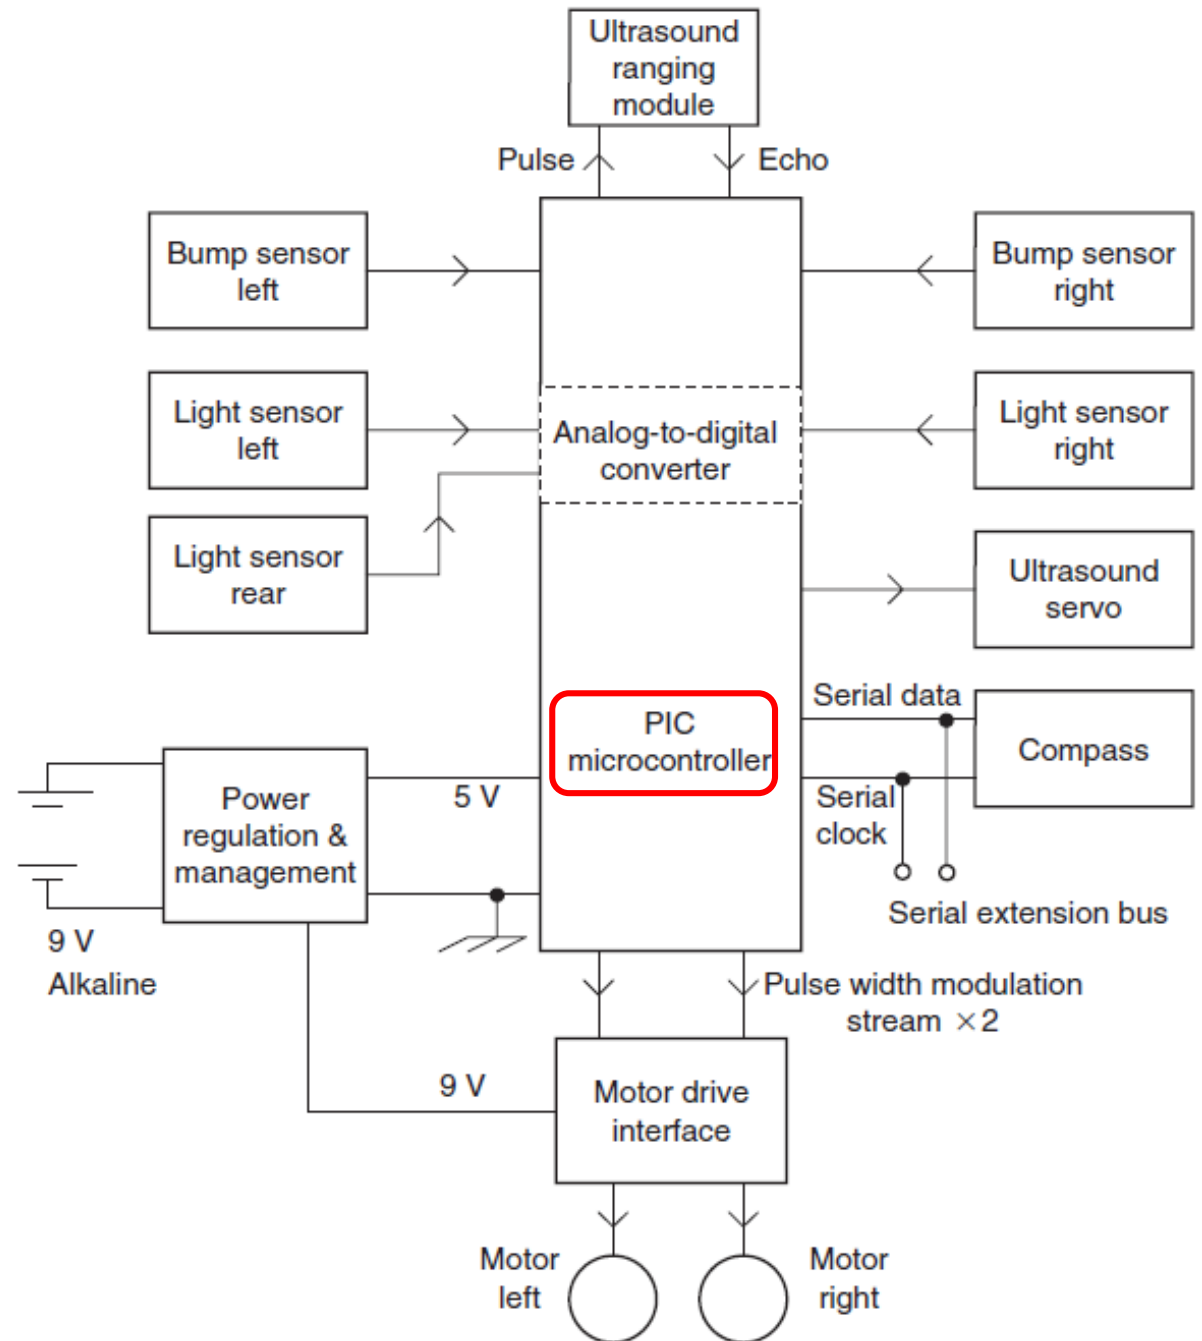 Ultrasound
ranging
module
Pulse
Echo
Bump sensor
left
Bump sensor
right
Light sensor
left
Analog-to-digital
converter
Light sensor
right
Light sensor
rear
Ultrasound
servo
Serial data
PIC
microcontroller
Compass
Power
regulation &
management
5 V
Serial
clock
9 V
Alkaline
Serial extension bus
Pulse width modulation
stream ×2
9 V
Motor drive
interface
Motor
left
Motor
right